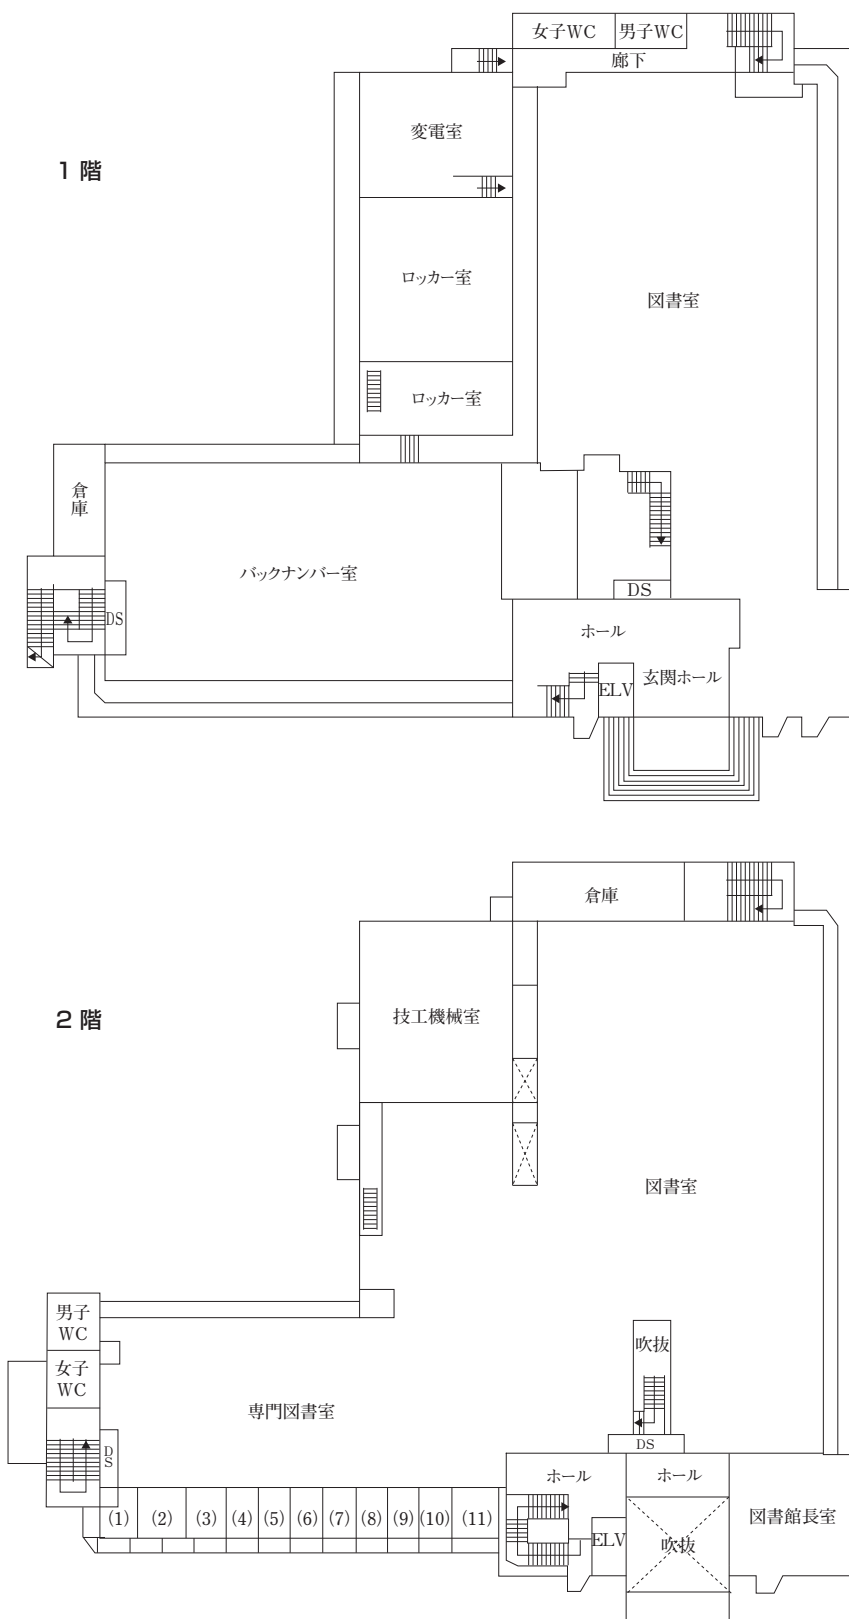 女子WC
男子WC
廊下
変電室
1 階
ロッカー室
図書室
ロッカー室
倉庫
バックナンバー室
DS
DS
ホール
玄関ホール
ELV
倉庫
2 階
技工機械室
図書室
男子
WC
吹抜
女子
WC
専門図書室
DS
DS
ホール
ホール
(1) (2) (3) (4) (5) (6) (7) (8) (9) (10) (11)
図書館長室
ELV
吹抜